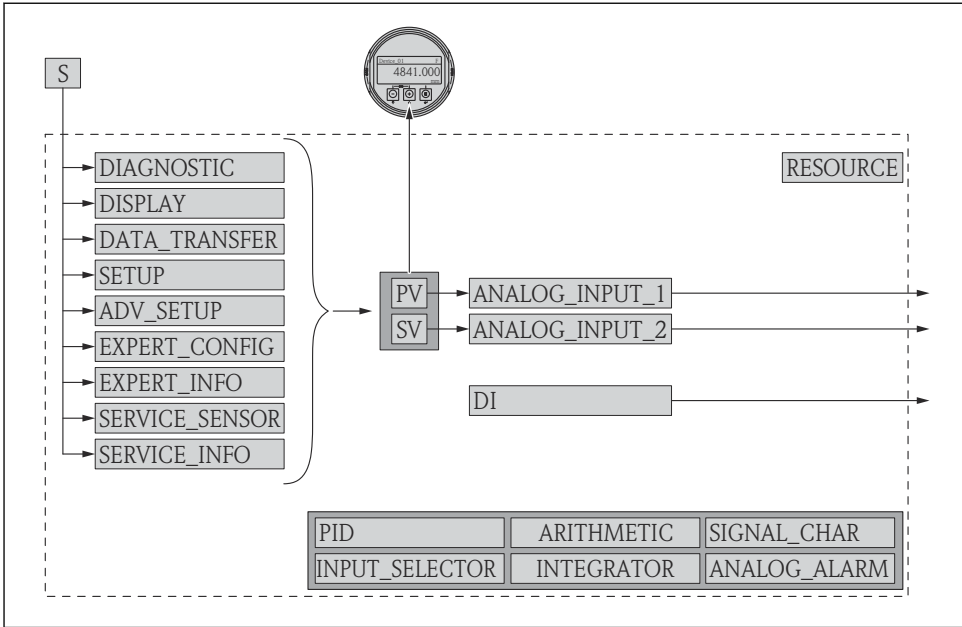 Device_01
4841.000
S
DIAGNOSTIC
RESOURCE
DISPLAY
DATA_TRANSFER
SETUP
PV
ANALOG_INPUT_1
ADV_SETUP
SV
ANALOG_INPUT_2
EXPERT_CONFIG
EXPERT_INFO
DI
SERVICE_SENSOR
SERVICE_INFO
PID
ARITHMETIC
SIGNAL_CHAR
INPUT_SELECTOR
INTEGRATOR
ANALOG_ALARM